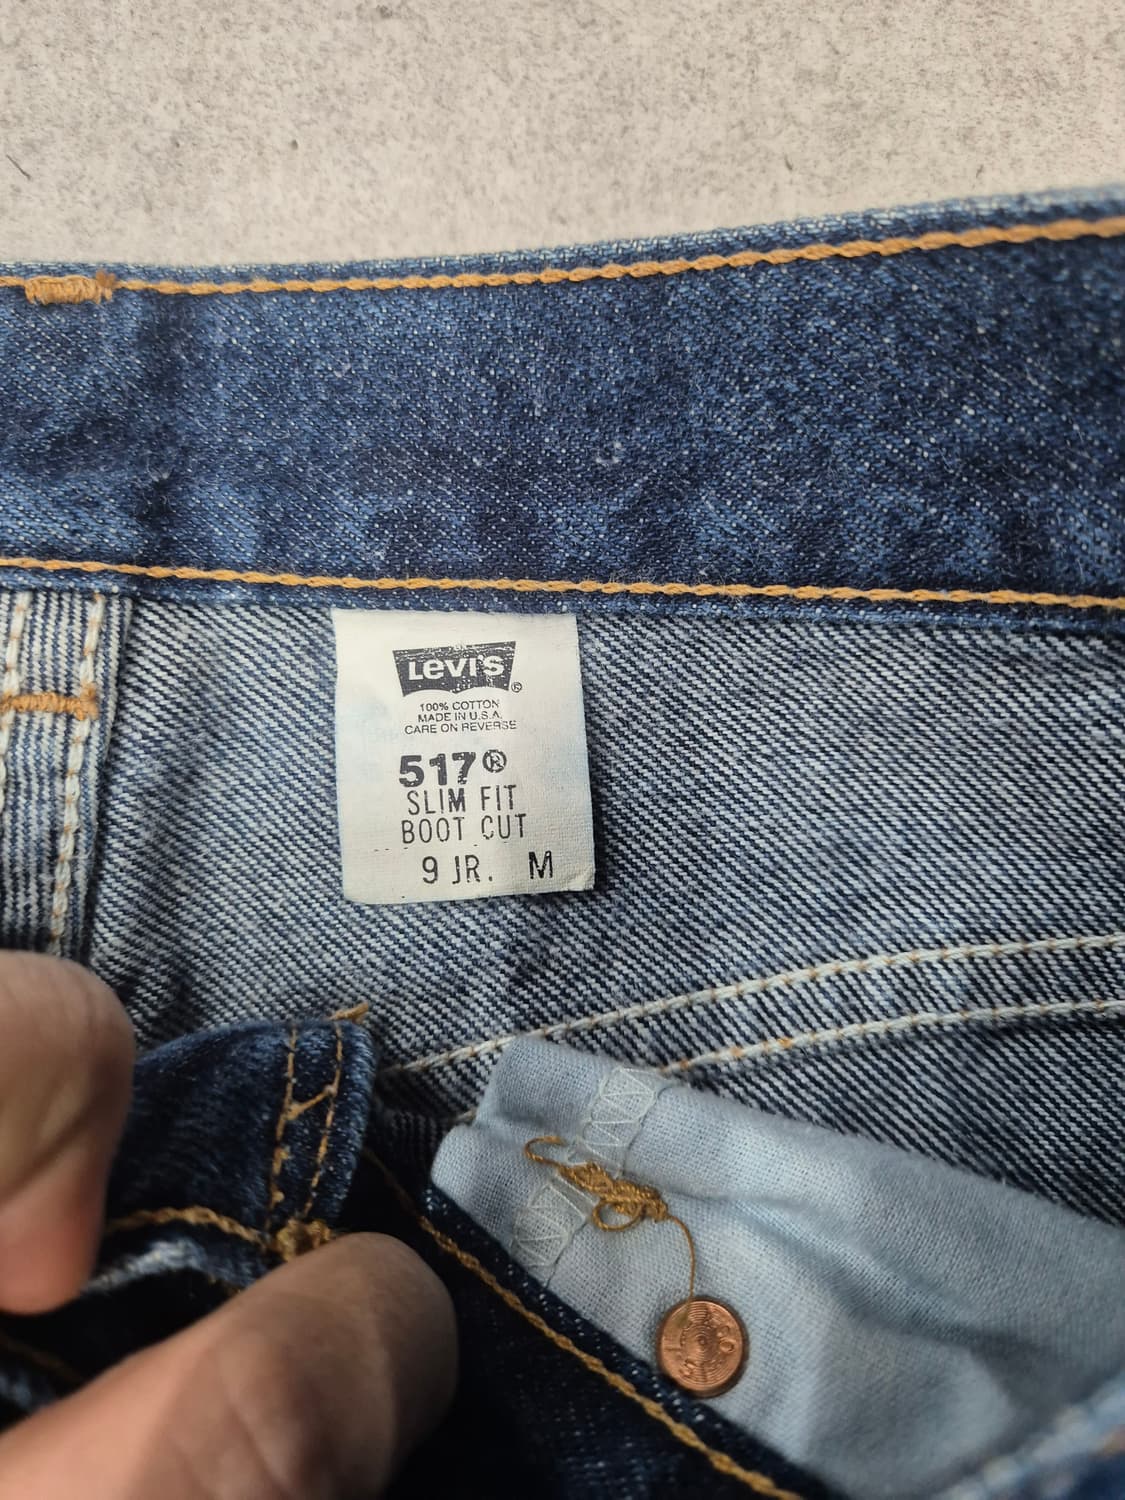 LEVI'S®
100% COTTON
MADE IN U.S.A.
CARE ON REVERSE
517®
SLIM FIT
BOOT CUT
9 JR. M